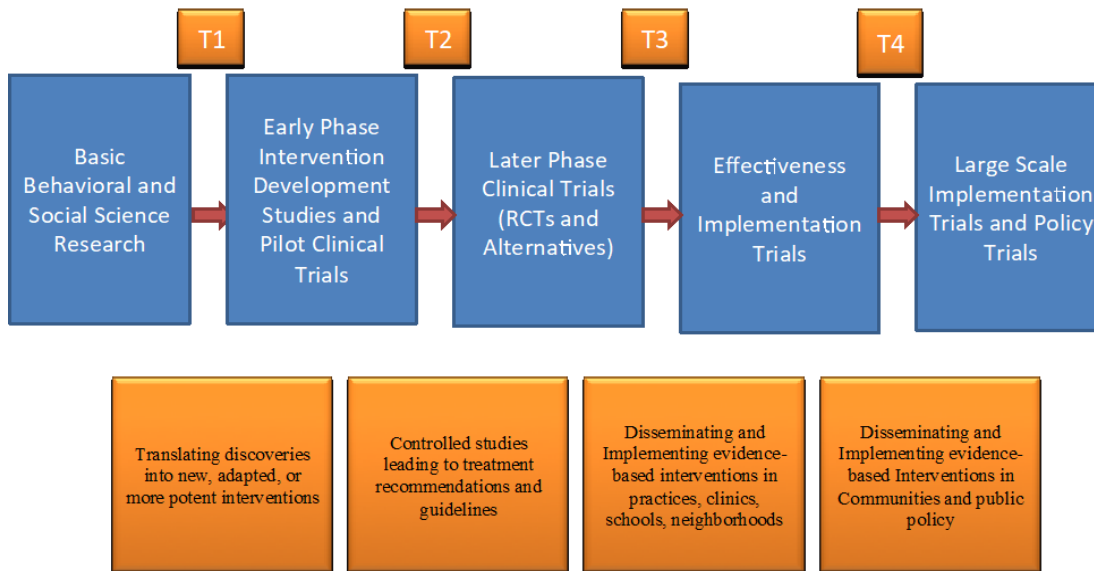 T1
T2
T3
T4
Basic
Behavioral and
Social Science
Research
Early Phase
Intervention
Development
Studies and
Pilot Clinical
Trials
Later Phase
Clinical Trials
(RCTs and
Alternatives)
Effectiveness
and
Implementation
Trials
Large Scale
Implementation
Trials and Policy
Trials
Translating discoveries
into new, adapted, or
more potent interventions
Controlled studies
leading to treatment
recommendations and
guidelines
Disseminating and
Implementing evidence-
based interventions in
practices, clinics,
schools, neighborhoods
Disseminating and
Implementing evidence-
based Interventions in
Communities and public
policy